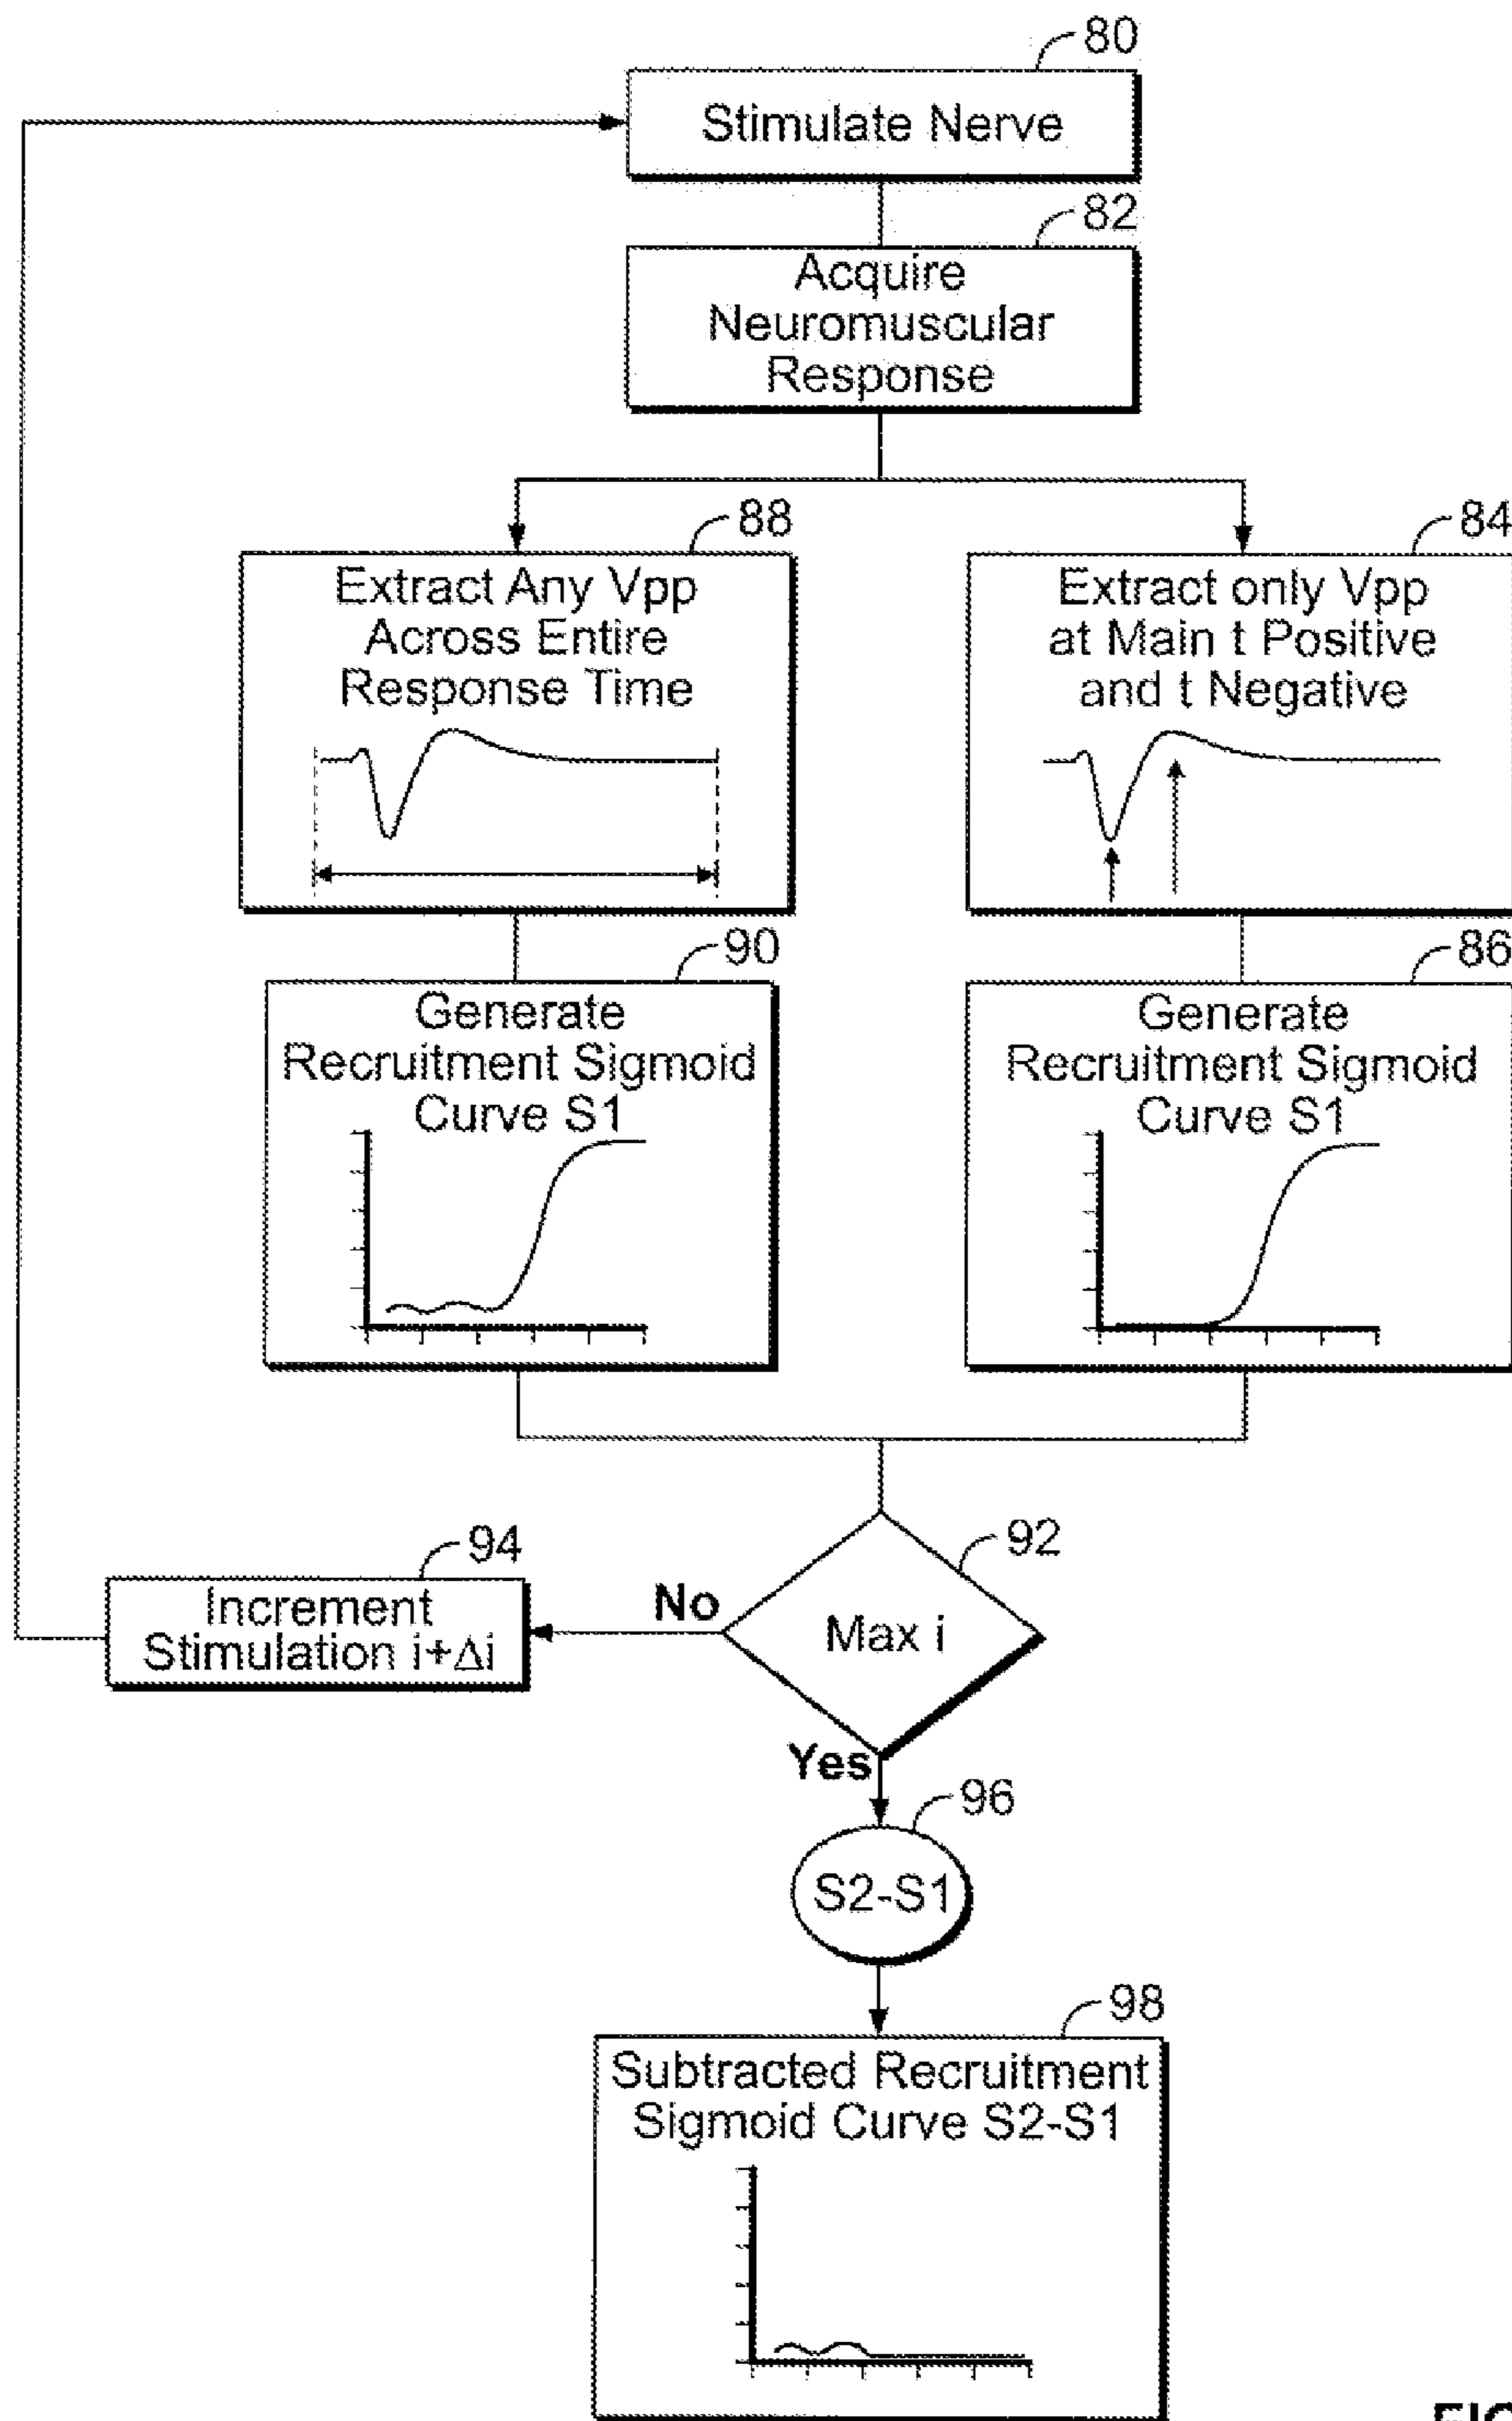 80
Stimulate Nerve
82
Acquire
Neuromuscular
Response
88
Extract Any Vpp
Across Entire
Response Time
84
Extract only Vpp
at Main t Positive
and t Negative
90
Generate
Recruitment Sigmoid
Curve S1
86
Generate
Recruitment Sigmoid
Curve S1
92
Max i
No
94
Increment
Stimulation i+Δi
Yes
96
S2-S1
98
Subtracted Recruitment
Sigmoid Curve S2-S1